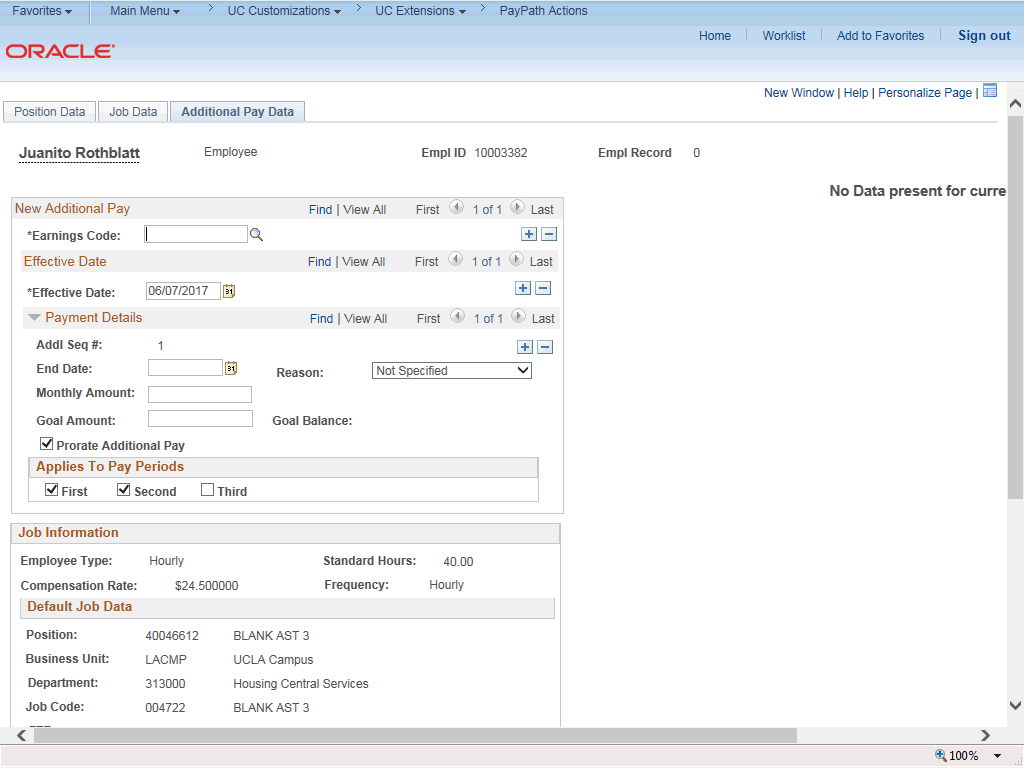 Favorites Main Menu UC Customizations UC Extensions PayPath Actions
Home Worklist Add to Favorites Sign out
ORACLE
New Window | Help | Personalize Page |
Position Data Job Data Additional Pay Data
Juanito Rothblatt Employee Empl ID 10003382 Empl Record 0
No Data present for curre
New Additional Pay Find | View All First 1 of 1 Last
*Earnings Code:
Effective Date Find | View All First 1 of 1 Last
*Effective Date: 06/07/2017 31
Payment Details Find | View All First 1 of 1 Last
Addl Seq #: 1
End Date: 31 Reason: Not Specified
Monthly Amount:
Goal Amount: Goal Balance:
Prorate Additional Pay
Applies To Pay Periods
First Second Third
Job Information
Employee Type: Hourly Standard Hours: 40.00
Compensation Rate: $24.500000 Frequency: Hourly
Default Job Data
Position: 40046612 BLANK AST 3
Business Unit: LACMP UCLA Campus
Department: 313000 Housing Central Services
Job Code: 004722 BLANK AST 3
100%